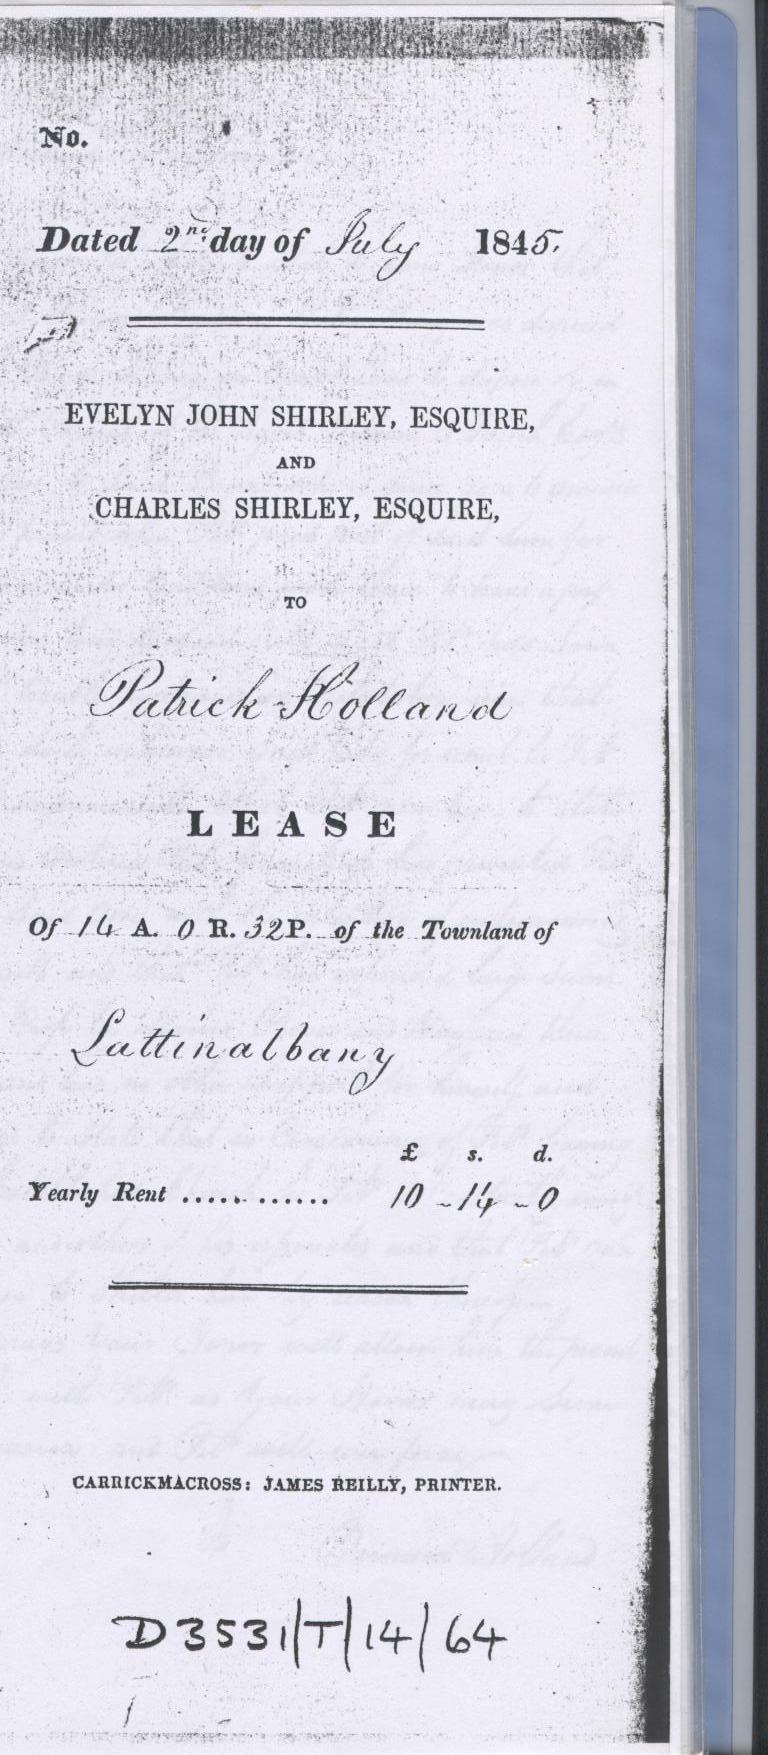 No.
Dated 2nd day of July 1845.
EVELYN JOHN SHIRLEY, ESQUIRE,
AND
CHARLES SHIRLEY, ESQUIRE,
TO
Patrick Holland
LEASE
Of 14 A. 0 R. 32 P. of the Townland of
Lattinalbany
£ s. d.
Yearly Rent ........... 10 - 14 - 0
CARRICKMACROSS: JAMES REILLY, PRINTER.
D3531/T/14/64